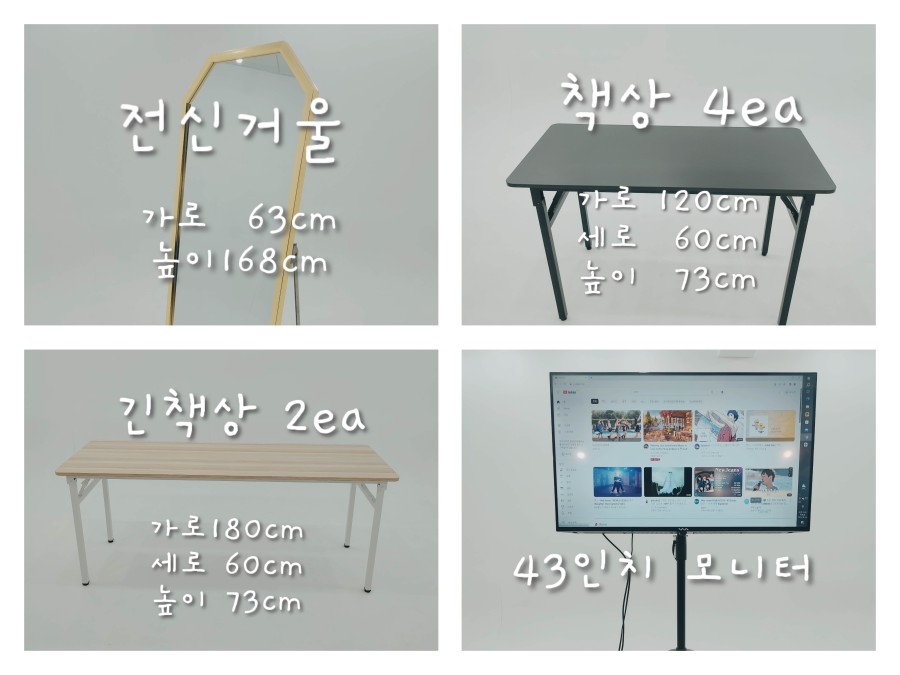 전신거울
가로 63cm
높이168cm
책상 4ea
가로 120cm
세로 60cm
높이 73cm
긴책상 2ea
가로180cm
세로 60cm
높이 73cm
43인치 모니터